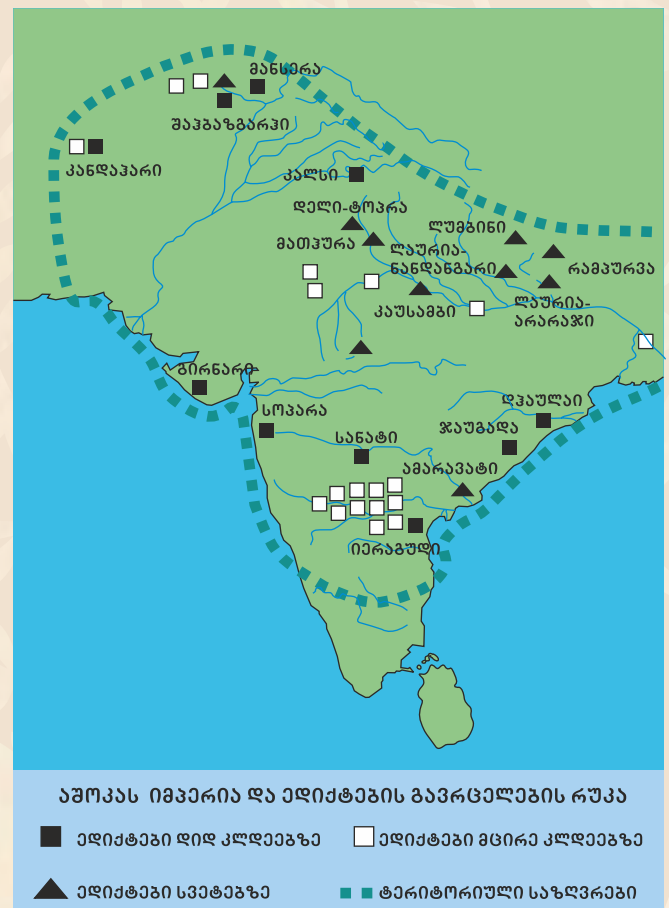 მანსერა
შაჰბაზგარჰი
კანდაჰარი
კალსი
დელი-ტოპრა
მათჰურა
ლუმბინი
ლაურია-
ნანდანგარი
რამპურვა
კაუსამბი
ლაურია-
არარაჯი
გირნარი
სოპარა
სანატი
დჰაულაი
ჯაუგადა
ამარავატი
იერაგუდი
აშოკას იმპერია და ედიქტების გავრცელების რუკა
ედიქტები დიდ კლდეებზე
ედიქტები მცირე კლდეებზე
ედიქტები სვეტებზე
ტერიტორიული საზღვრები